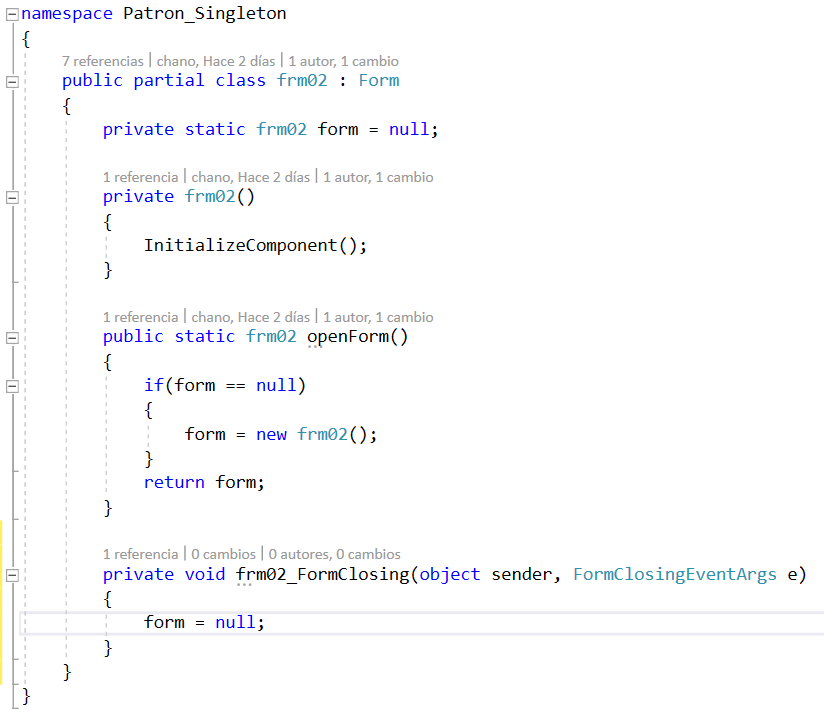 namespace Patron_Singleton
{
7 referencias | chano, Hace 2 días | 1 autor, 1 cambio
public partial class frm02 : Form
{
private static frm02 form = null;
1 referencia | chano, Hace 2 días | 1 autor, 1 cambio
private frm02()
{
InitializeComponent();
}
1 referencia | chano, Hace 2 días | 1 autor, 1 cambio
public static frm02 openForm()
{
if(form == null)
{
form = new frm02();
}
return form;
}
1 referencia | 0 cambios | 0 autores, 0 cambios
private void frm02_FormClosing(object sender, FormClosingEventArgs e)
{
form = null;
}
}
}